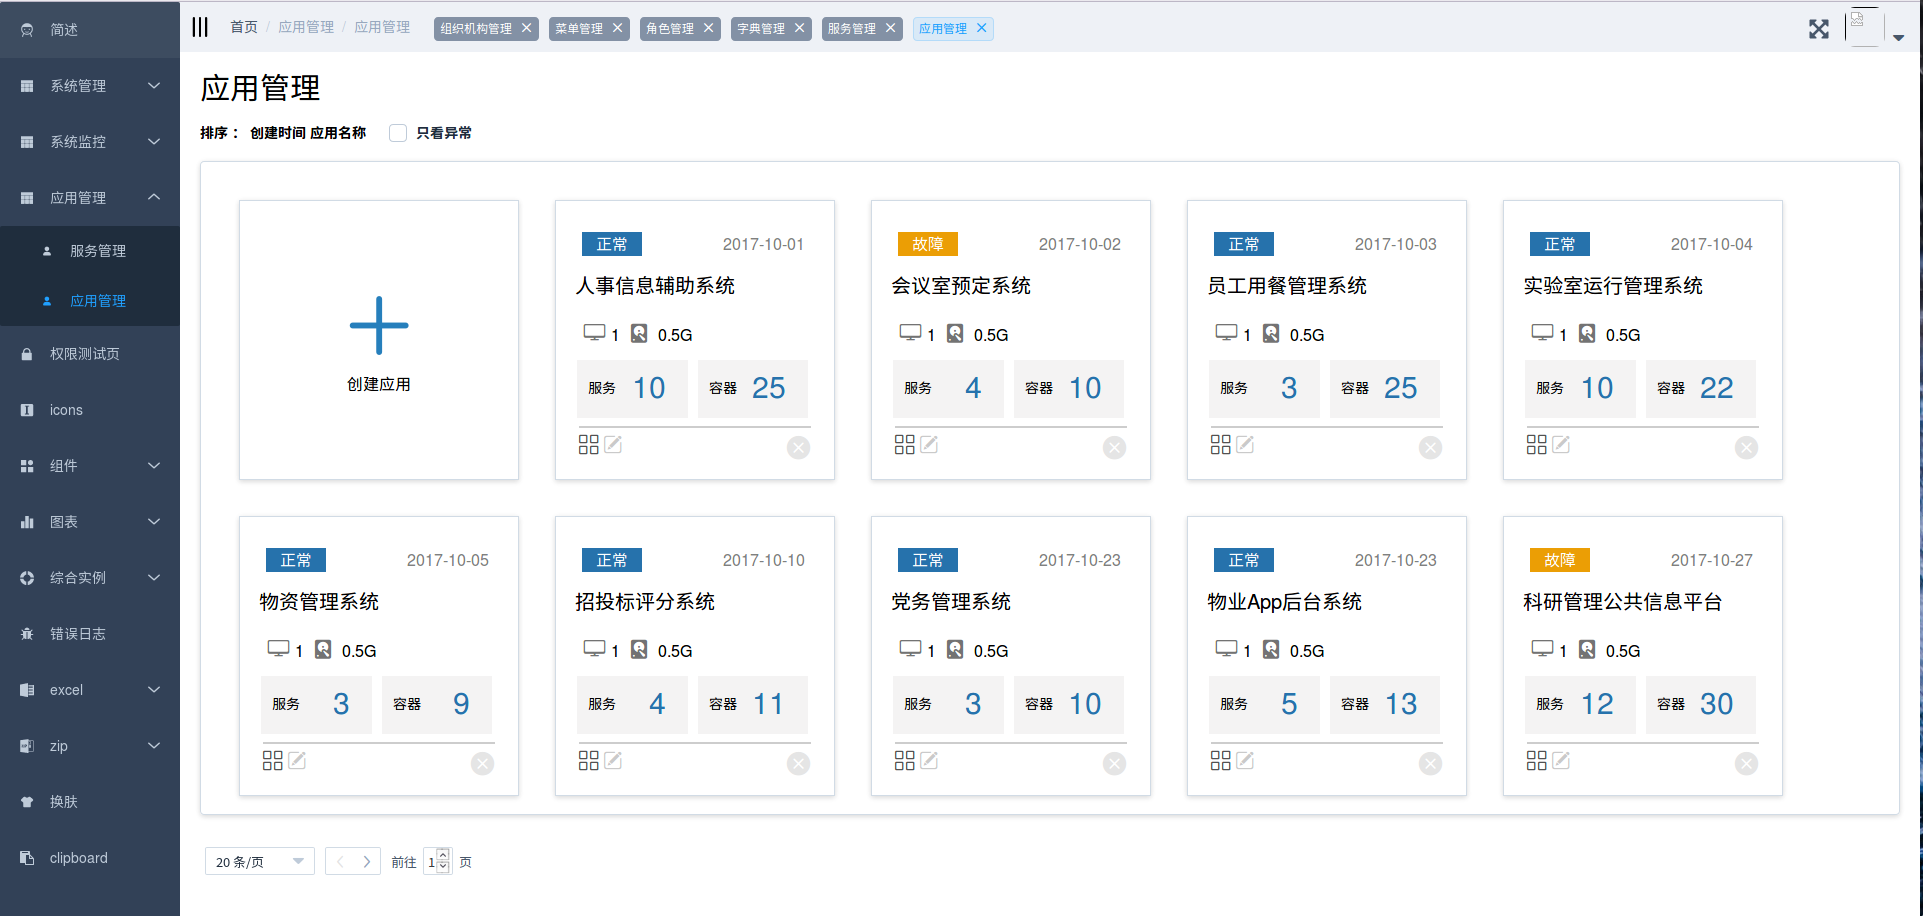 简述
系统管理
系统监控
应用管理
服务管理
应用管理
权限测试页
icons
组件
图表
综合实例
错误日志
excel
zip
换肤
clipboard
首页 / 应用管理 / 应用管理
组织机构管理 菜单管理 角色管理 字典管理 服务管理 应用管理
应用管理
排序： 创建时间 应用名称 只看异常
创建应用
正常 2017-10-01
人事信息辅助系统
1 0.5G
服务 10 容器 25
故障 2017-10-02
会议室预定系统
1 0.5G
服务 4 容器 10
正常 2017-10-03
员工用餐管理系统
1 0.5G
服务 3 容器 25
正常 2017-10-04
实验室运行管理系统
1 0.5G
服务 10 容器 22
正常 2017-10-05
物资管理系统
1 0.5G
服务 3 容器 9
正常 2017-10-10
招投标评分系统
1 0.5G
服务 4 容器 11
正常 2017-10-23
党务管理系统
1 0.5G
服务 3 容器 10
正常 2017-10-23
物业App后台系统
1 0.5G
服务 5 容器 13
故障 2017-10-27
科研管理公共信息平台
1 0.5G
服务 12 容器 30
20 条/页 前往 1 页